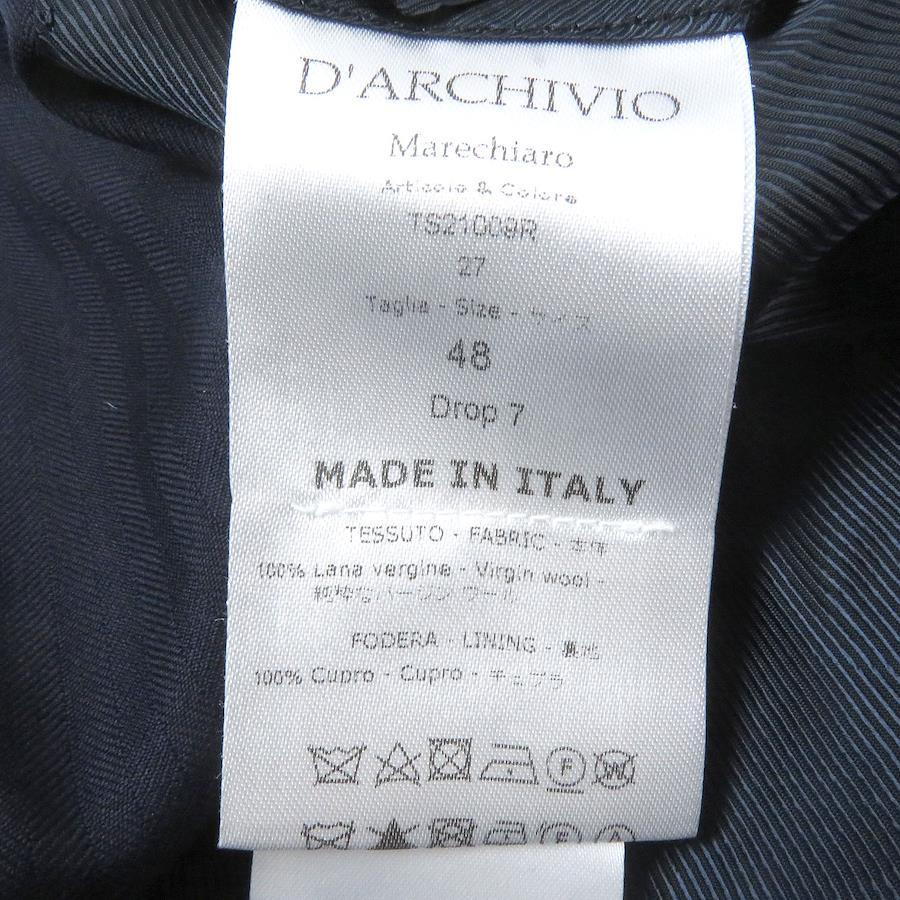 D'ARCHIVIO
Marechiaro
Articolo & Colore
TS21009R
27
Taglia - Size - サイズ
48
Drop 7
MADE IN ITALY
TESSUTO - FABRIC - 本体
100% Lana vergine - Virgin wool -
純粋なバージン ウール
FODERA - LINING - 裏地
100% Cupro - Cupro - キュプラ
P W